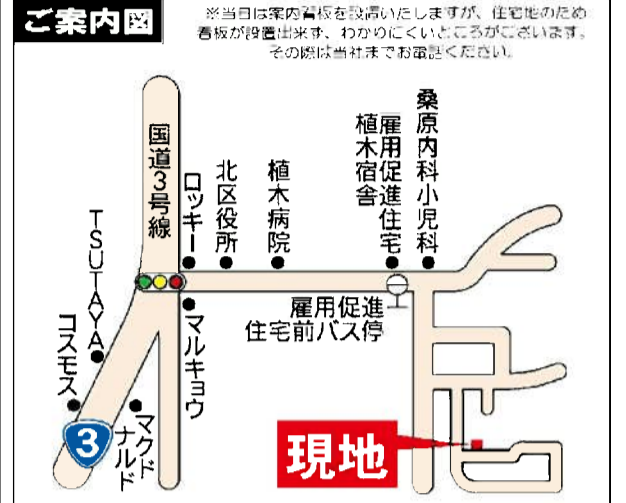 ご案内図
※当日は案内看板を設置いたしますが、住宅地のため
看板が設置出来ず、わかりにくいところがございます。
その際は当社までお電話ください。
国道3号線
ロッキー
北区役所
植木病院
雇用促進住宅
植木宿舎
桑原内科小児科
TSUTAYA
コスモス
マルキョウ
雇用促進
住宅前バス停
マクド
ナルド
3
現地